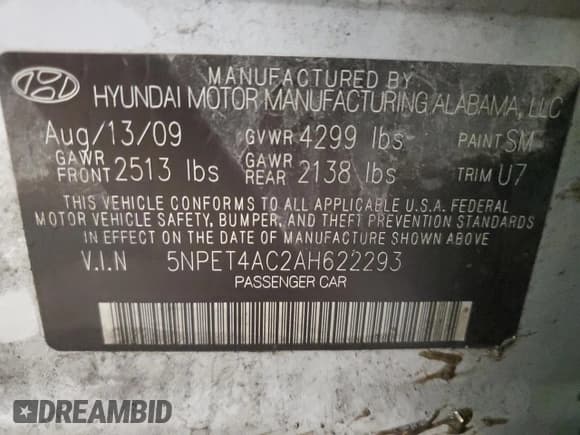 MANUFACTURED BY
HYUNDAI MOTOR MANUFACTURING ALABAMA, LLC
Aug/13/09 GVWR 4299 lbs PAINT SM
GAWR FRONT 2513 lbs GAWR REAR 2138 lbs TRIM U7
THIS VEHICLE CONFORMS TO ALL APPLICABLE U.S.A. FEDERAL
MOTOR VEHICLE SAFETY, BUMPER, AND THEFT PREVENTION STANDARDS
IN EFFECT ON THE DATE OF MANUFACTURE SHOWN ABOVE
V.I.N 5NPET4AC2AH622293
PASSENGER CAR
DREAMBID